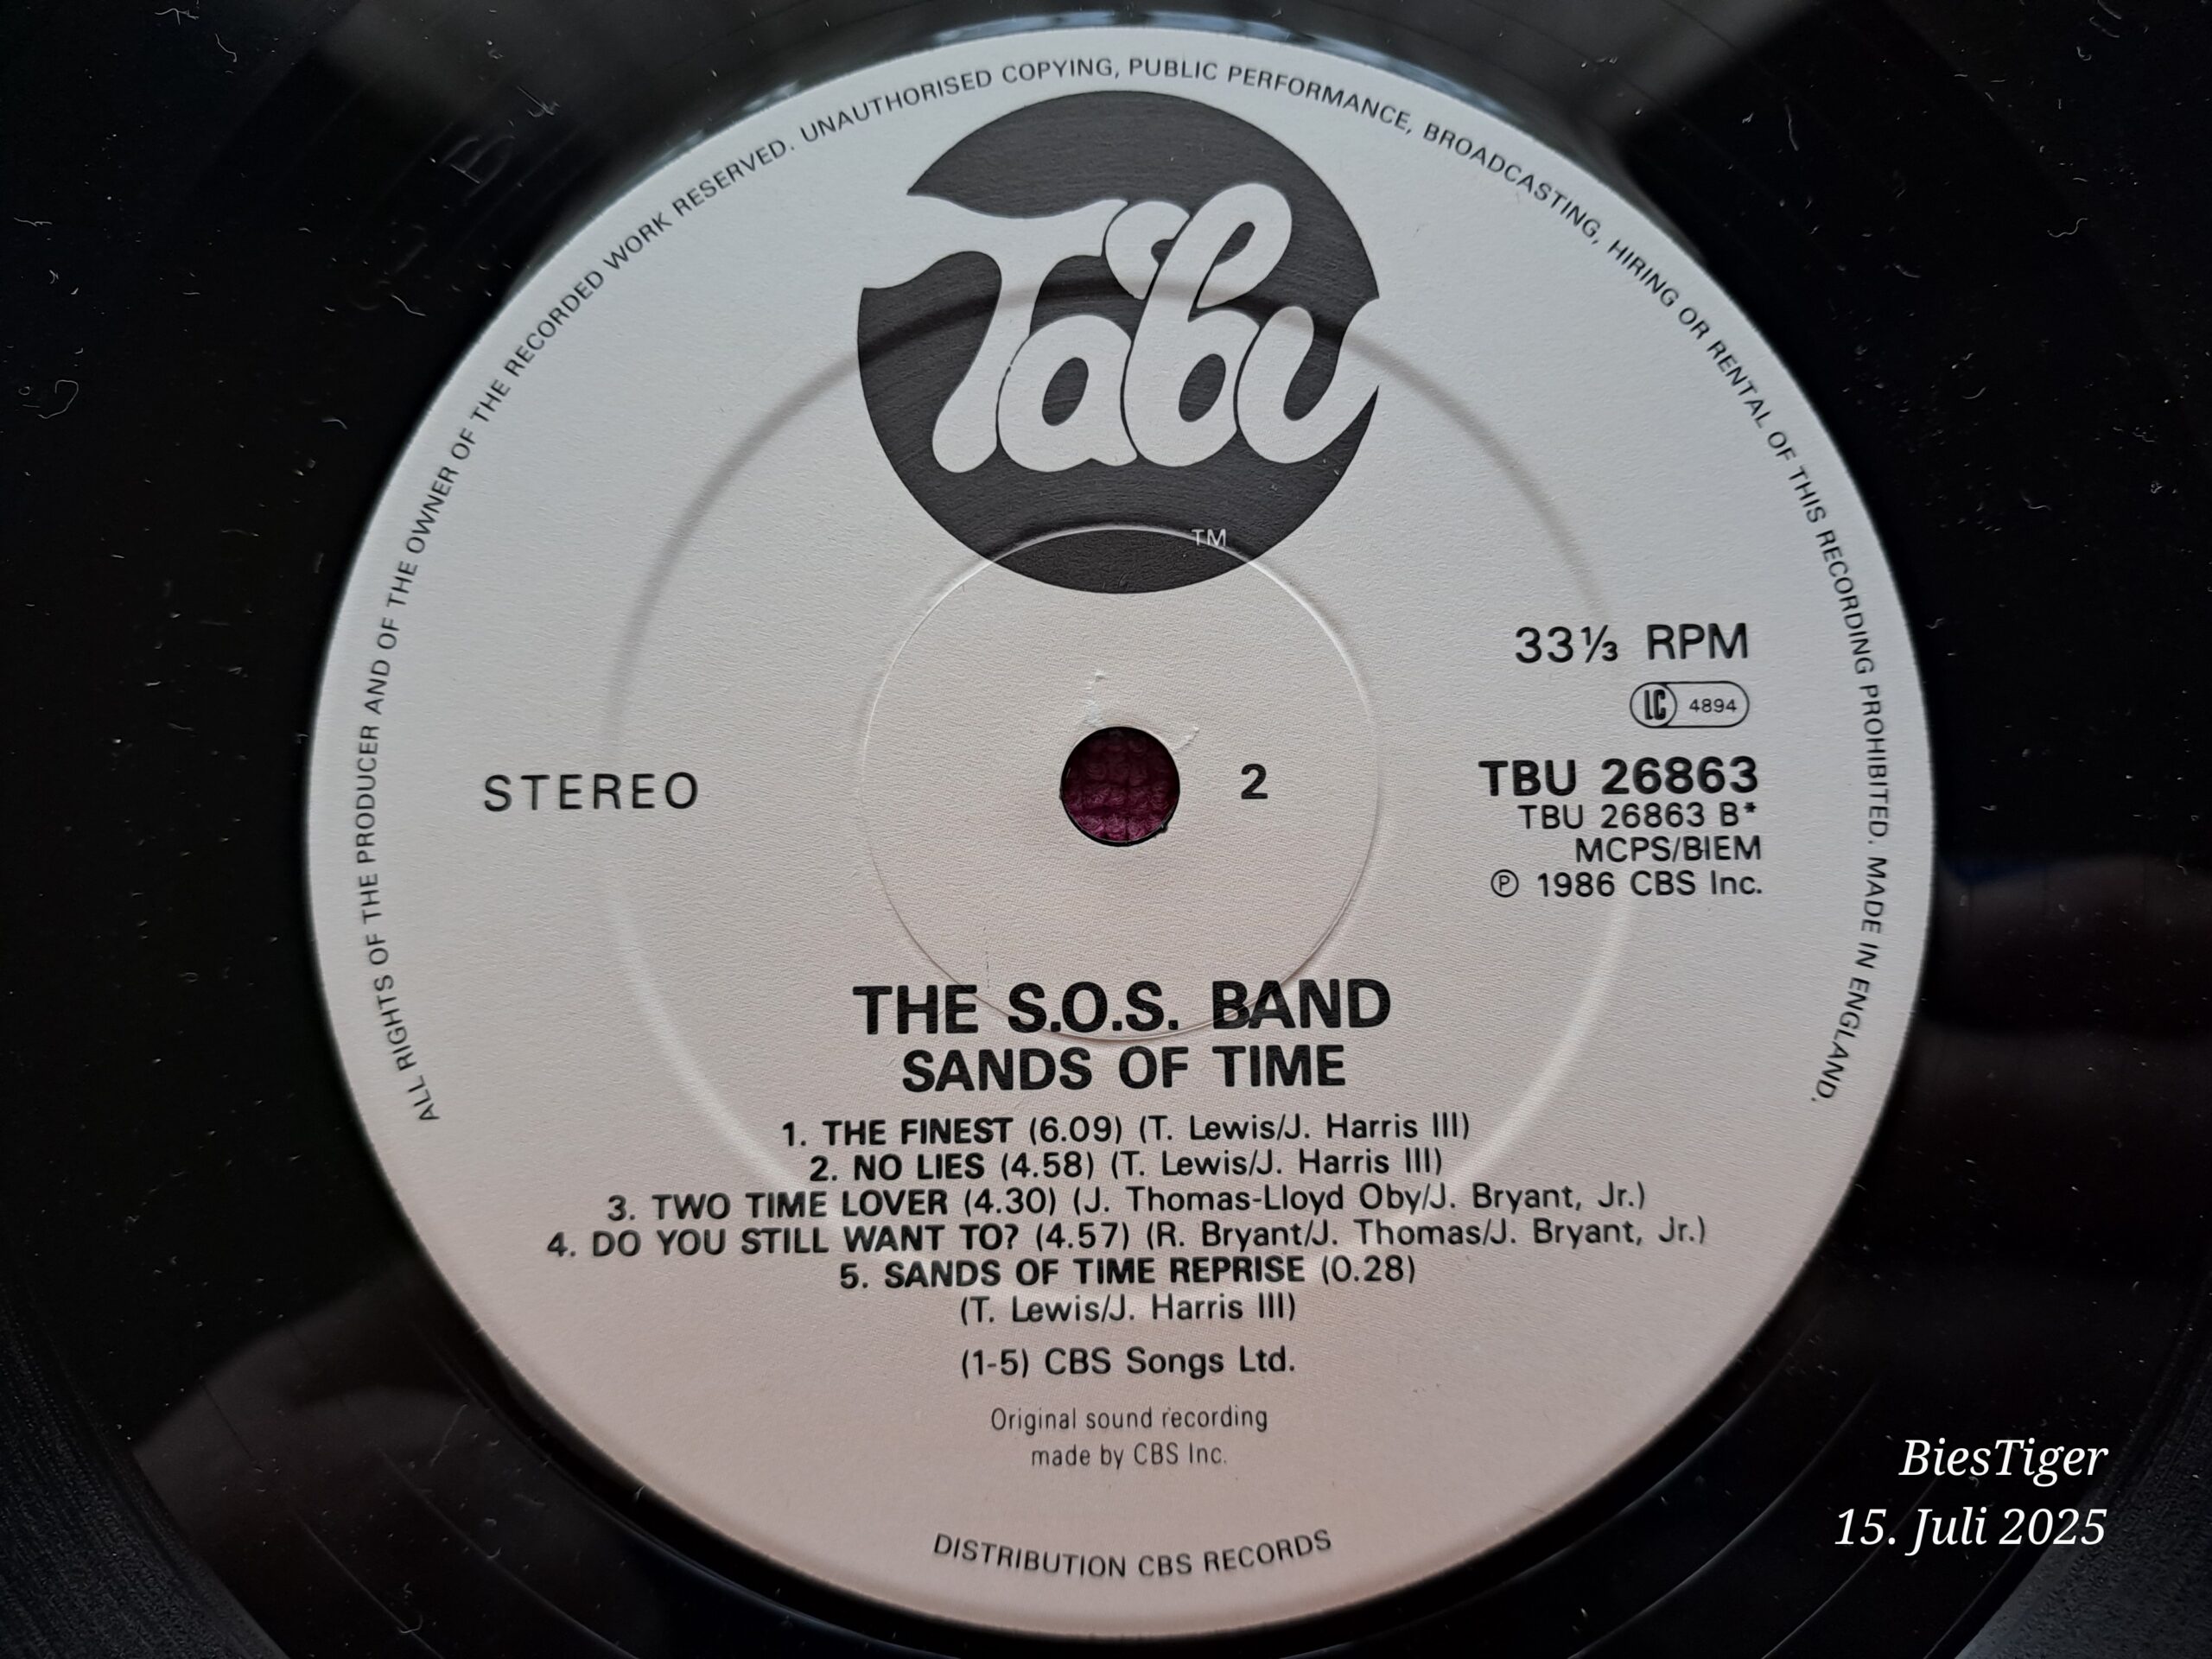 ALL RIGHTS OF THE PRODUCER AND OF THE OWNER OF THE RECORDED WORK RESERVED. UNAUTHORISED COPYING, PUBLIC PERFORMANCE, BROADCASTING, HIRING OR RENTAL OF THIS RECORDING PROHIBITED. MADE IN ENGLAND.
Tabu
TM
33⅓ RPM
LC 4894
STEREO
2
TBU 26863
TBU 26863 B*
MCPS/BIEM
Ⓟ 1986 CBS Inc.
THE S.O.S. BAND
SANDS OF TIME
1. THE FINEST (6.09) (T. Lewis/J. Harris III)
2. NO LIES (4.58) (T. Lewis/J. Harris III)
3. TWO TIME LOVER (4.30) (J. Thomas-Lloyd Oby/J. Bryant, Jr.)
4. DO YOU STILL WANT TO? (4.57) (R. Bryant/J. Thomas/J. Bryant, Jr.)
5. SANDS OF TIME REPRISE (0.28)
(T. Lewis/J. Harris III)
(1-5) CBS Songs Ltd.
Original sound recording
made by CBS Inc.
DISTRIBUTION CBS RECORDS
BiesTiger
15. Juli 2025